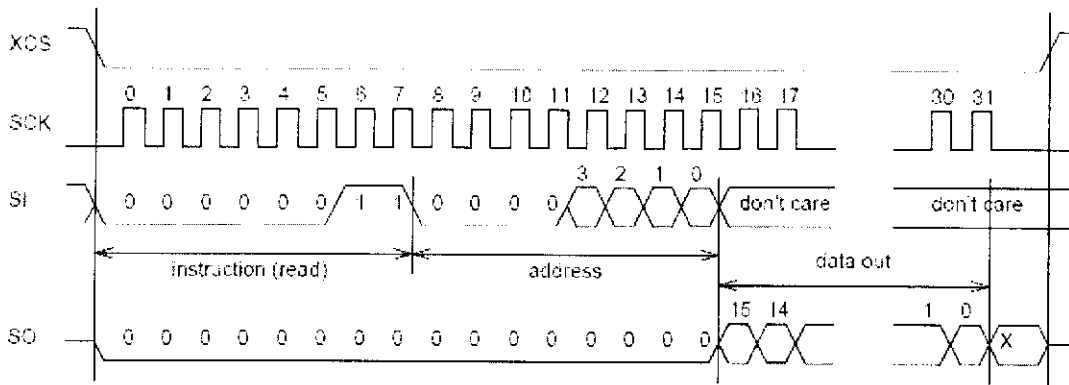 XCS
0 1 2 3 4 5 6 7 8 9 10 11 12 13 14 15 16 17 30 31
SCK
3 2 1 0
SI 0 0 0 0 0 0 1 1 0 0 0 0 don't care don't care
instruction (read) address data out
15 14 1 0
SO 0 0 0 0 0 0 0 0 0 0 0 0 0 0 0 0 X